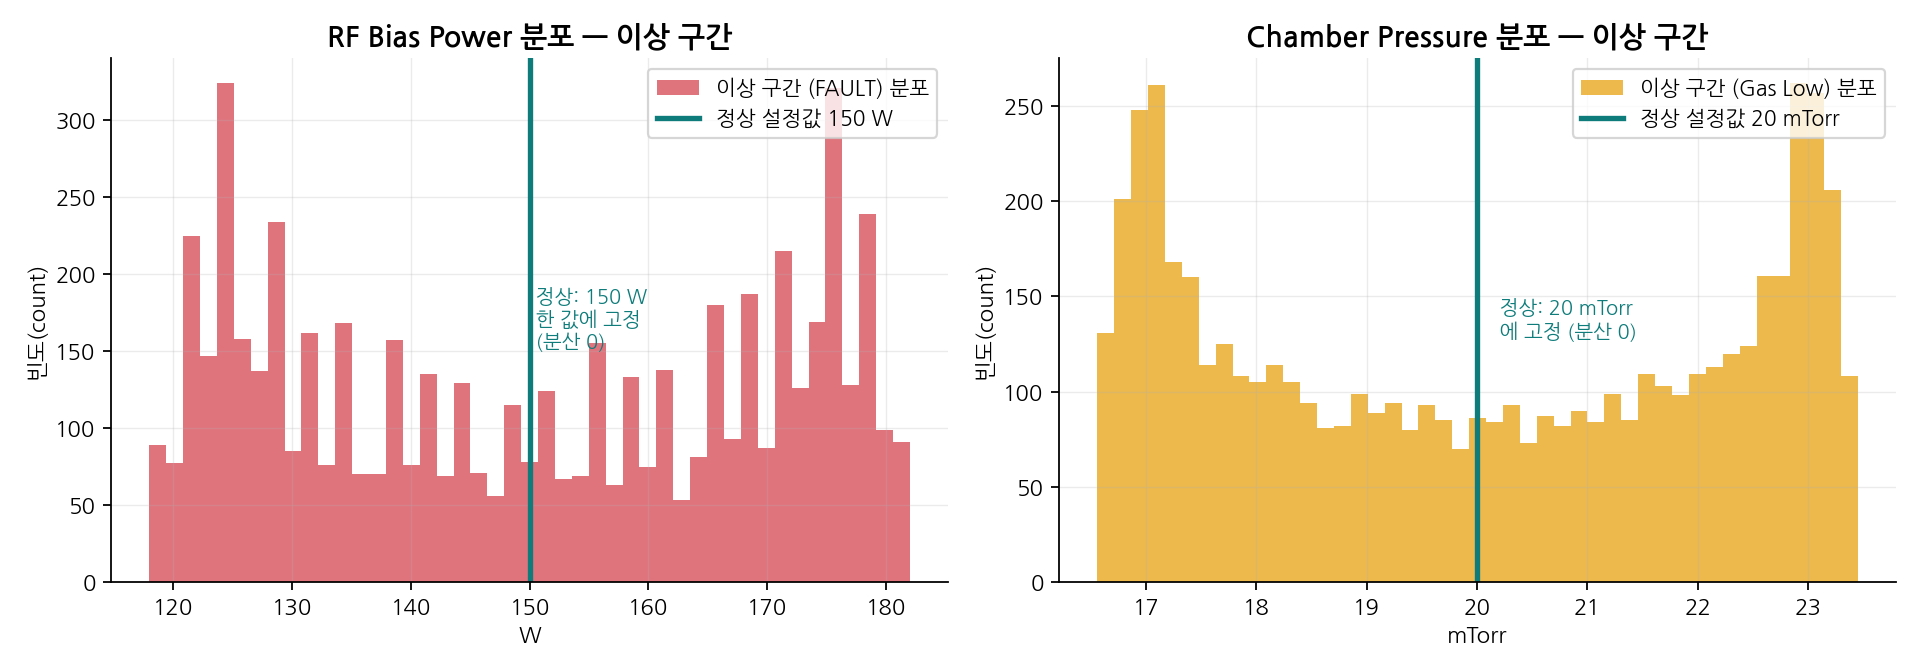 RF Bias Power 분포 — 이상 구간
이상 구간 (FAULT) 분포
정상 설정값 150 W
정상: 150 W
한 값에 고정
(분산 0)
빈도(count)
300
250
200
150
100
50
0
120 130 140 150 160 170 180
W
Chamber Pressure 분포 — 이상 구간
이상 구간 (Gas Low) 분포
정상 설정값 20 mTorr
정상: 20 mTorr
에 고정 (분산 0)
빈도(count)
250
200
150
100
50
0
17 18 19 20 21 22 23
mTorr